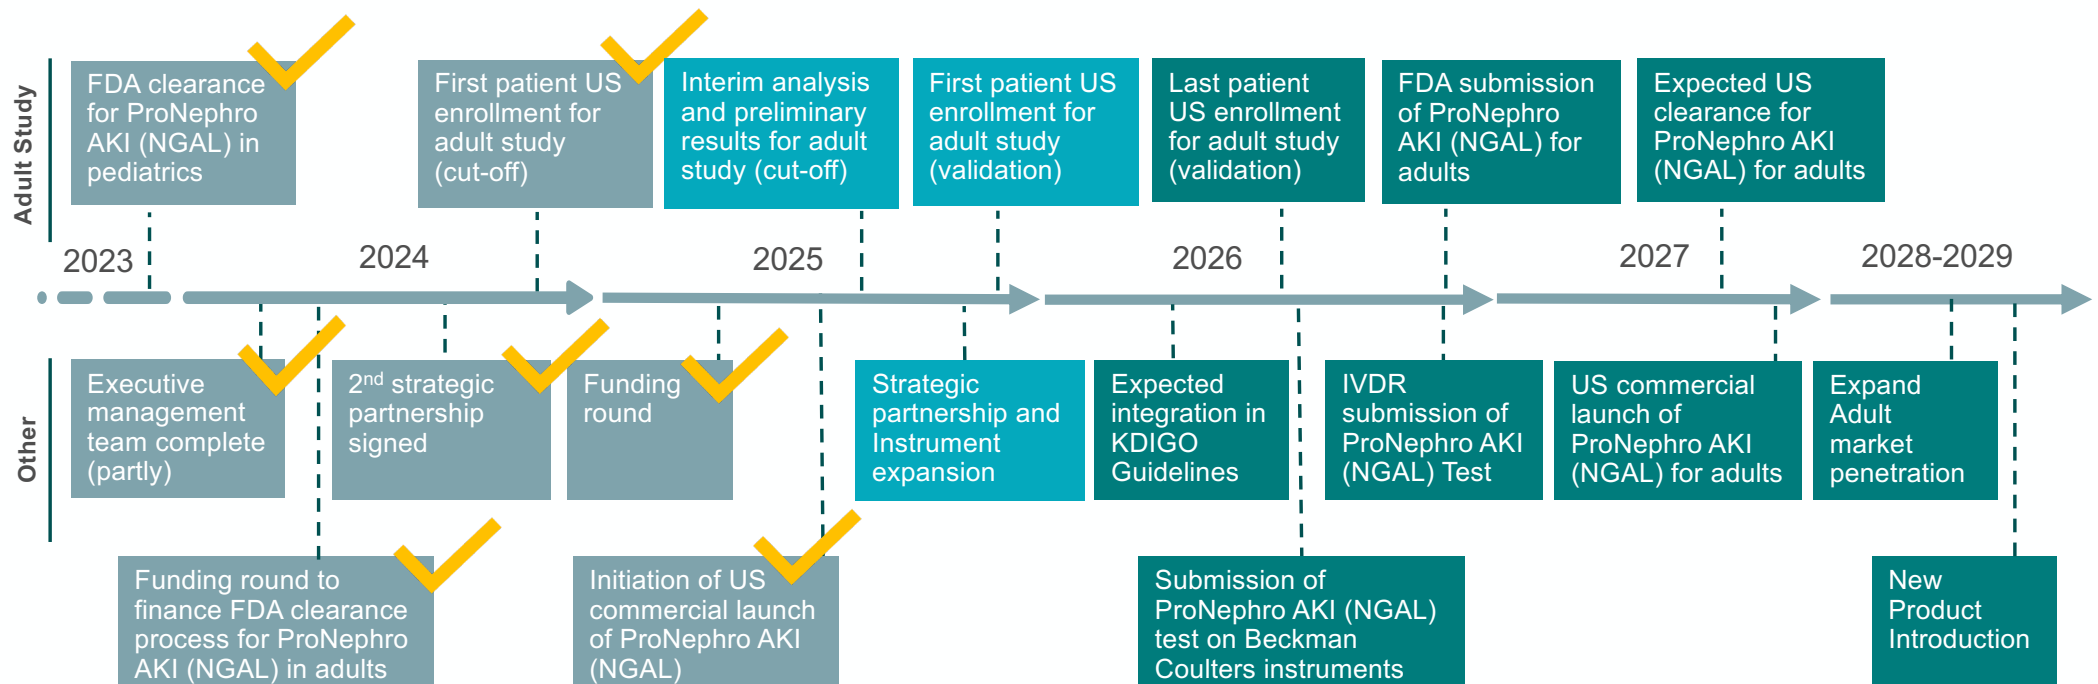 Adult Study
FDA clearance
for ProNephro
AKI (NGAL) in
pediatrics
First patient US
enrollment for
adult study
(cut-off)
Interim analysis
and preliminary
results for adult
study (cut-off)
First patient US
enrollment for
adult study
(validation)
Last patient
US enrollment
for adult study
(validation)
FDA submission
of ProNephro
AKI (NGAL) for
adults
Expected US
clearance for
ProNephro AKI
(NGAL) for adults
2023
2024
2025
2026
2027
2028-2029
Other
Executive
management
team complete
(partly)
2nd strategic
partnership
signed
Funding
round
Strategic
partnership and
Instrument
expansion
Expected
integration in
KDIGO
Guidelines
IVDR
submission of
ProNephro AKI
(NGAL) Test
US commercial
launch of
ProNephro AKI
(NGAL) for adults
Expand
Adult
market
penetration
Funding round to
finance FDA clearance
process for ProNephro
AKI (NGAL) in adults
Initiation of US
commercial launch
of ProNephro AKI
(NGAL)
Submission of
ProNephro AKI (NGAL)
test on Beckman
Coulters instruments
New
Product
Introduction